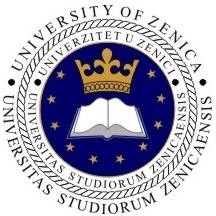 UNIVERSITY OF ZENICA
UNIVERSITAS STUDIORUM ZENICAENSIS
UNIVERZITET U ZENICI
UNIVERSITAS STUDIORUM ZENICAENSIS